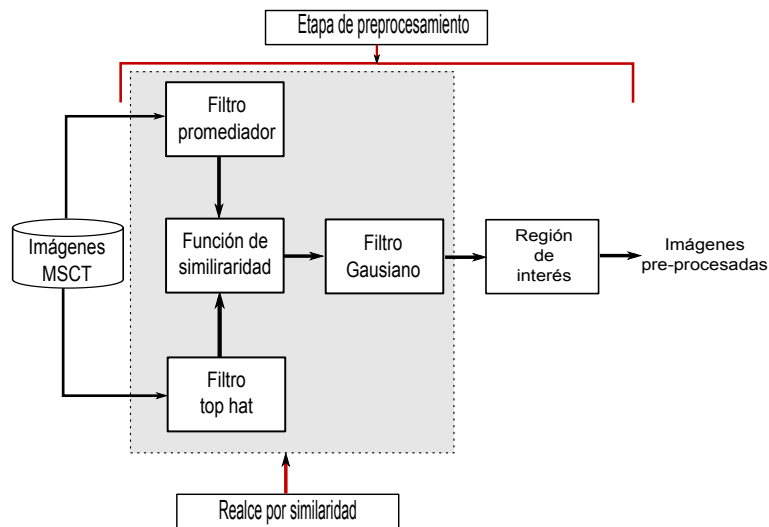 Etapa de preprocesamiento
Filtro
promediador
Imágenes
MSCT
Función de
similiraridad
Filtro
Gausiano
Región
de
interés
Imágenes
pre-procesadas
Filtro
top hat
Realce por similaridad